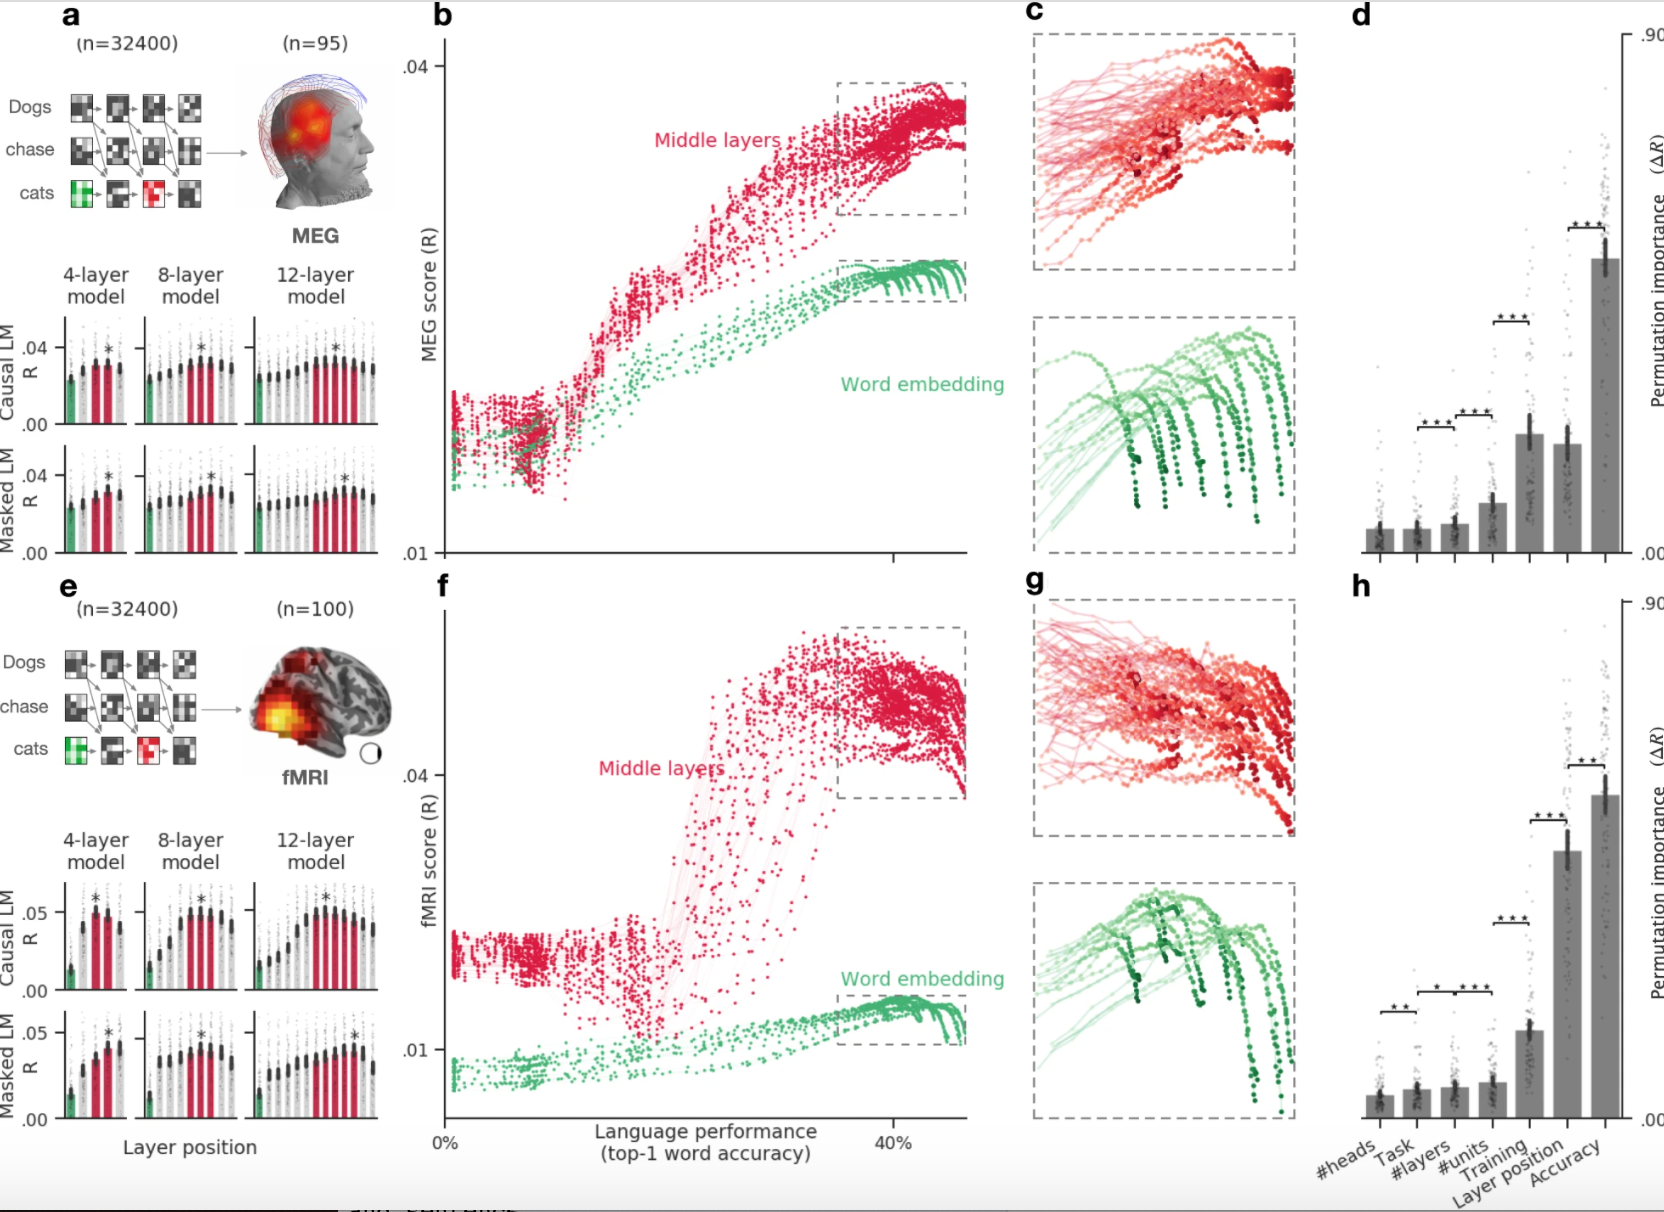 a
(n=32400)
(n=95)
Dogs
chase
cats
MEG
4-layer
model
8-layer
model
12-layer
model
Causal LM
R
.04
.00
Masked LM
R
.04
.00
*
*
*
*
*
*
b
.04
MEG score (R)
.01
Middle layers
Word embedding
c
d
.90
Permutation importance (ΔR)
.00
***
***
***
***
e
(n=32400)
(n=100)
Dogs
chase
cats
fMRI
4-layer
model
8-layer
model
12-layer
model
Causal LM
R
.05
.00
Masked LM
R
.05
.00
*
*
*
*
*
*
Layer position
f
fMRI score (R)
.04
.01
Middle layers
Word embedding
0%
Language performance
(top-1 word accuracy)
40%
g
h
.90
Permutation importance (ΔR)
.00
**
*
***
***
***
**
#heads
Task
#layers
#units
Training
Layer position
Accuracy